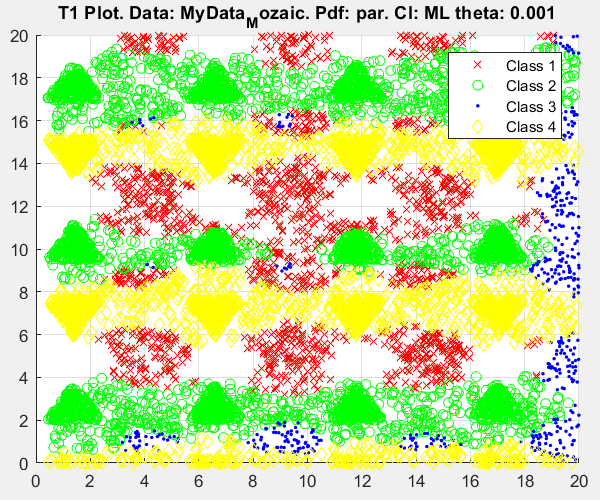 T1 Plot. Data: MyData_Mozaic. Pdf: par. Cl: ML theta: 0.001
20
18
16
14
12
10
8
6
4
2
0
Class 1
Class 2
Class 3
Class 4
0 2 4 6 8 10 12 14 16 18 20